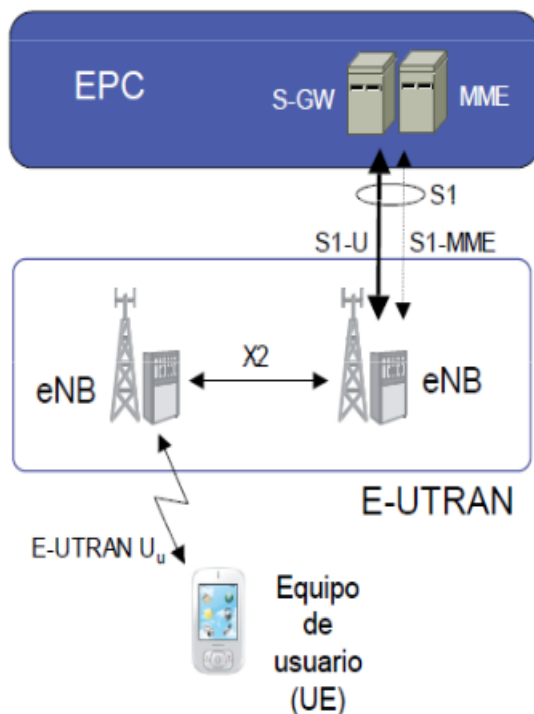 EPC
S-GW
MME
S1
S1-U
S1-MME
X2
eNB
eNB
E-UTRAN
E-UTRAN Uu
Equipo
de
usuario
(UE)